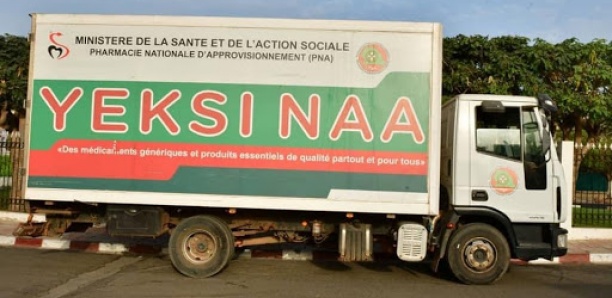 MINISTERE DE LA SANTE ET DE L'ACTION SOCIALE
PHARMACIE NATIONALE D'APPROVISIONNEMENT (PNA)
YEKSI NAA
«Des médicaments génériques et produits essentiels de qualité partout et pour tous»